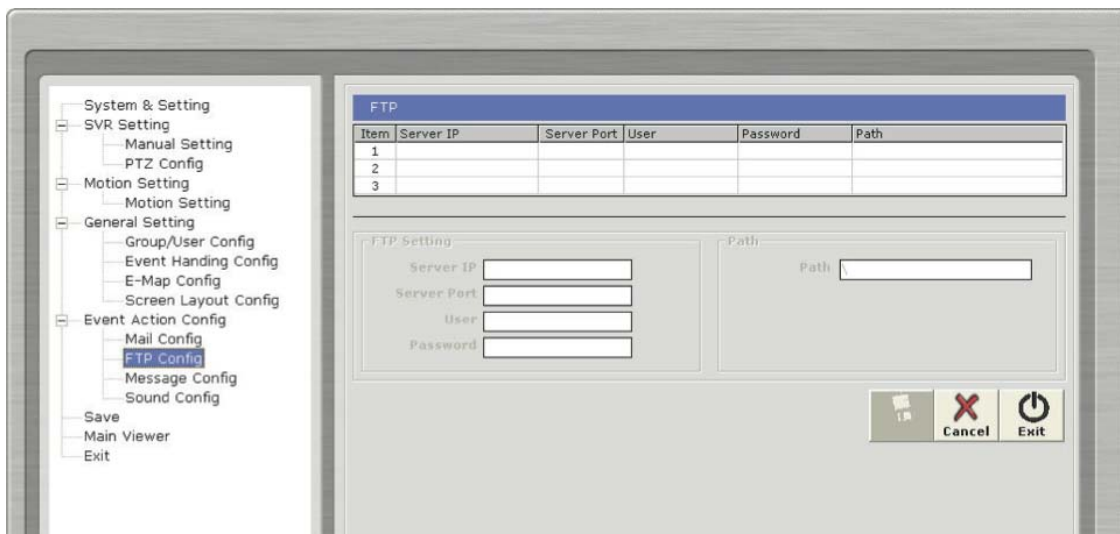 System & Setting
SVR Setting
Manual Setting
PTZ Config
Motion Setting
Motion Setting
General Setting
Group/User Config
Event Handing Config
E-Map Config
Screen Layout Config
Event Action Config
Mail Config
FTP Config
Message Config
Sound Config
Save
Main Viewer
Exit
FTP
Item Server IP Server Port User Password Path
1
2
3
FTP Setting
Server IP
Server Port
User
Password
Path
Path \
Cancel
Exit